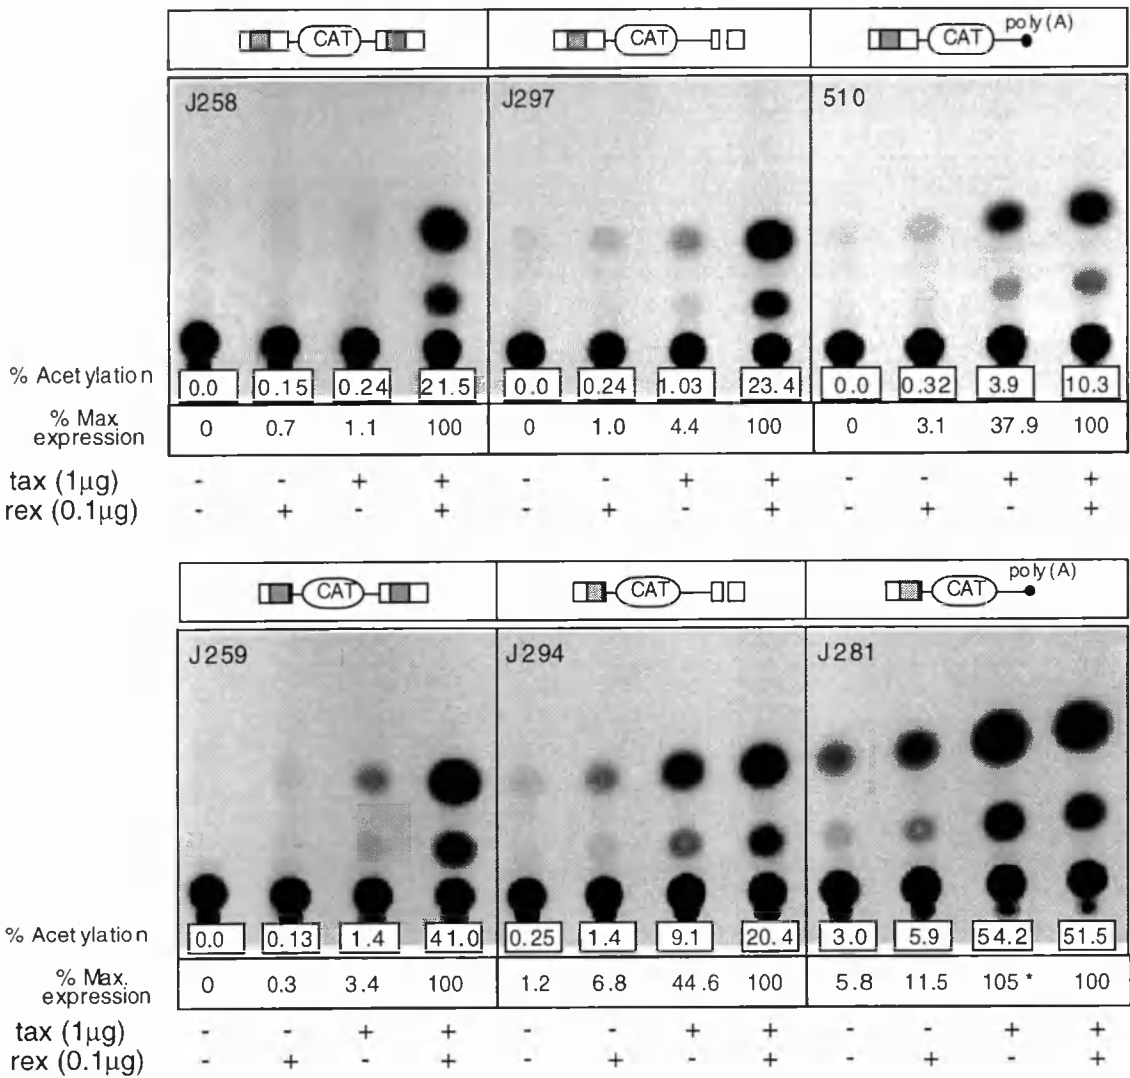 CAT CAT CAT poly(A)
J258 J297 510
% Acetylation 0.0 0.15 0.24 21.5 0.0 0.24 1.03 23.4 0.0 0.32 3.9 10.3
% Max expression 0 0.7 1.1 100 0 1.0 4.4 100 0 3.1 37.9 100
tax (1µg) - - + + - - + + - - + +
rex (0.1µg) - + - + - + - + - + - +
CAT CAT CAT poly(A)
J259 J294 J281
% Acetylation 0.0 0.13 1.4 41.0 0.25 1.4 9.1 20.4 3.0 5.9 54.2 51.5
% Max. expression 0 0.3 3.4 100 1.2 6.8 44.6 100 5.8 11.5 105 * 100
tax (1µg) - - + + - - + + - - + +
rex (0.1µg) - + - + - + - + - + - +